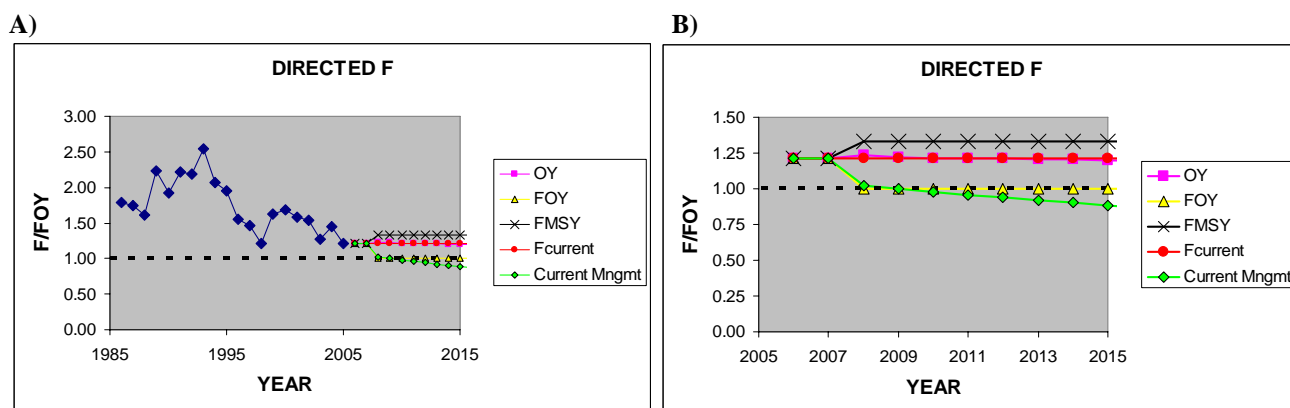 A)
DIRECTED F
F/FOY
3.00
2.50
2.00
1.50
1.00
0.50
0.00
1985 1995 2005 2015
YEAR
OY
FOY
FMSY
Fcurrent
Current Mngmt
B)
DIRECTED F
F/FOY
1.50
1.25
1.00
0.75
0.50
0.25
0.00
2005 2007 2009 2011 2013 2015
YEAR
OY
FOY
FMSY
Fcurrent
Current Mngmt